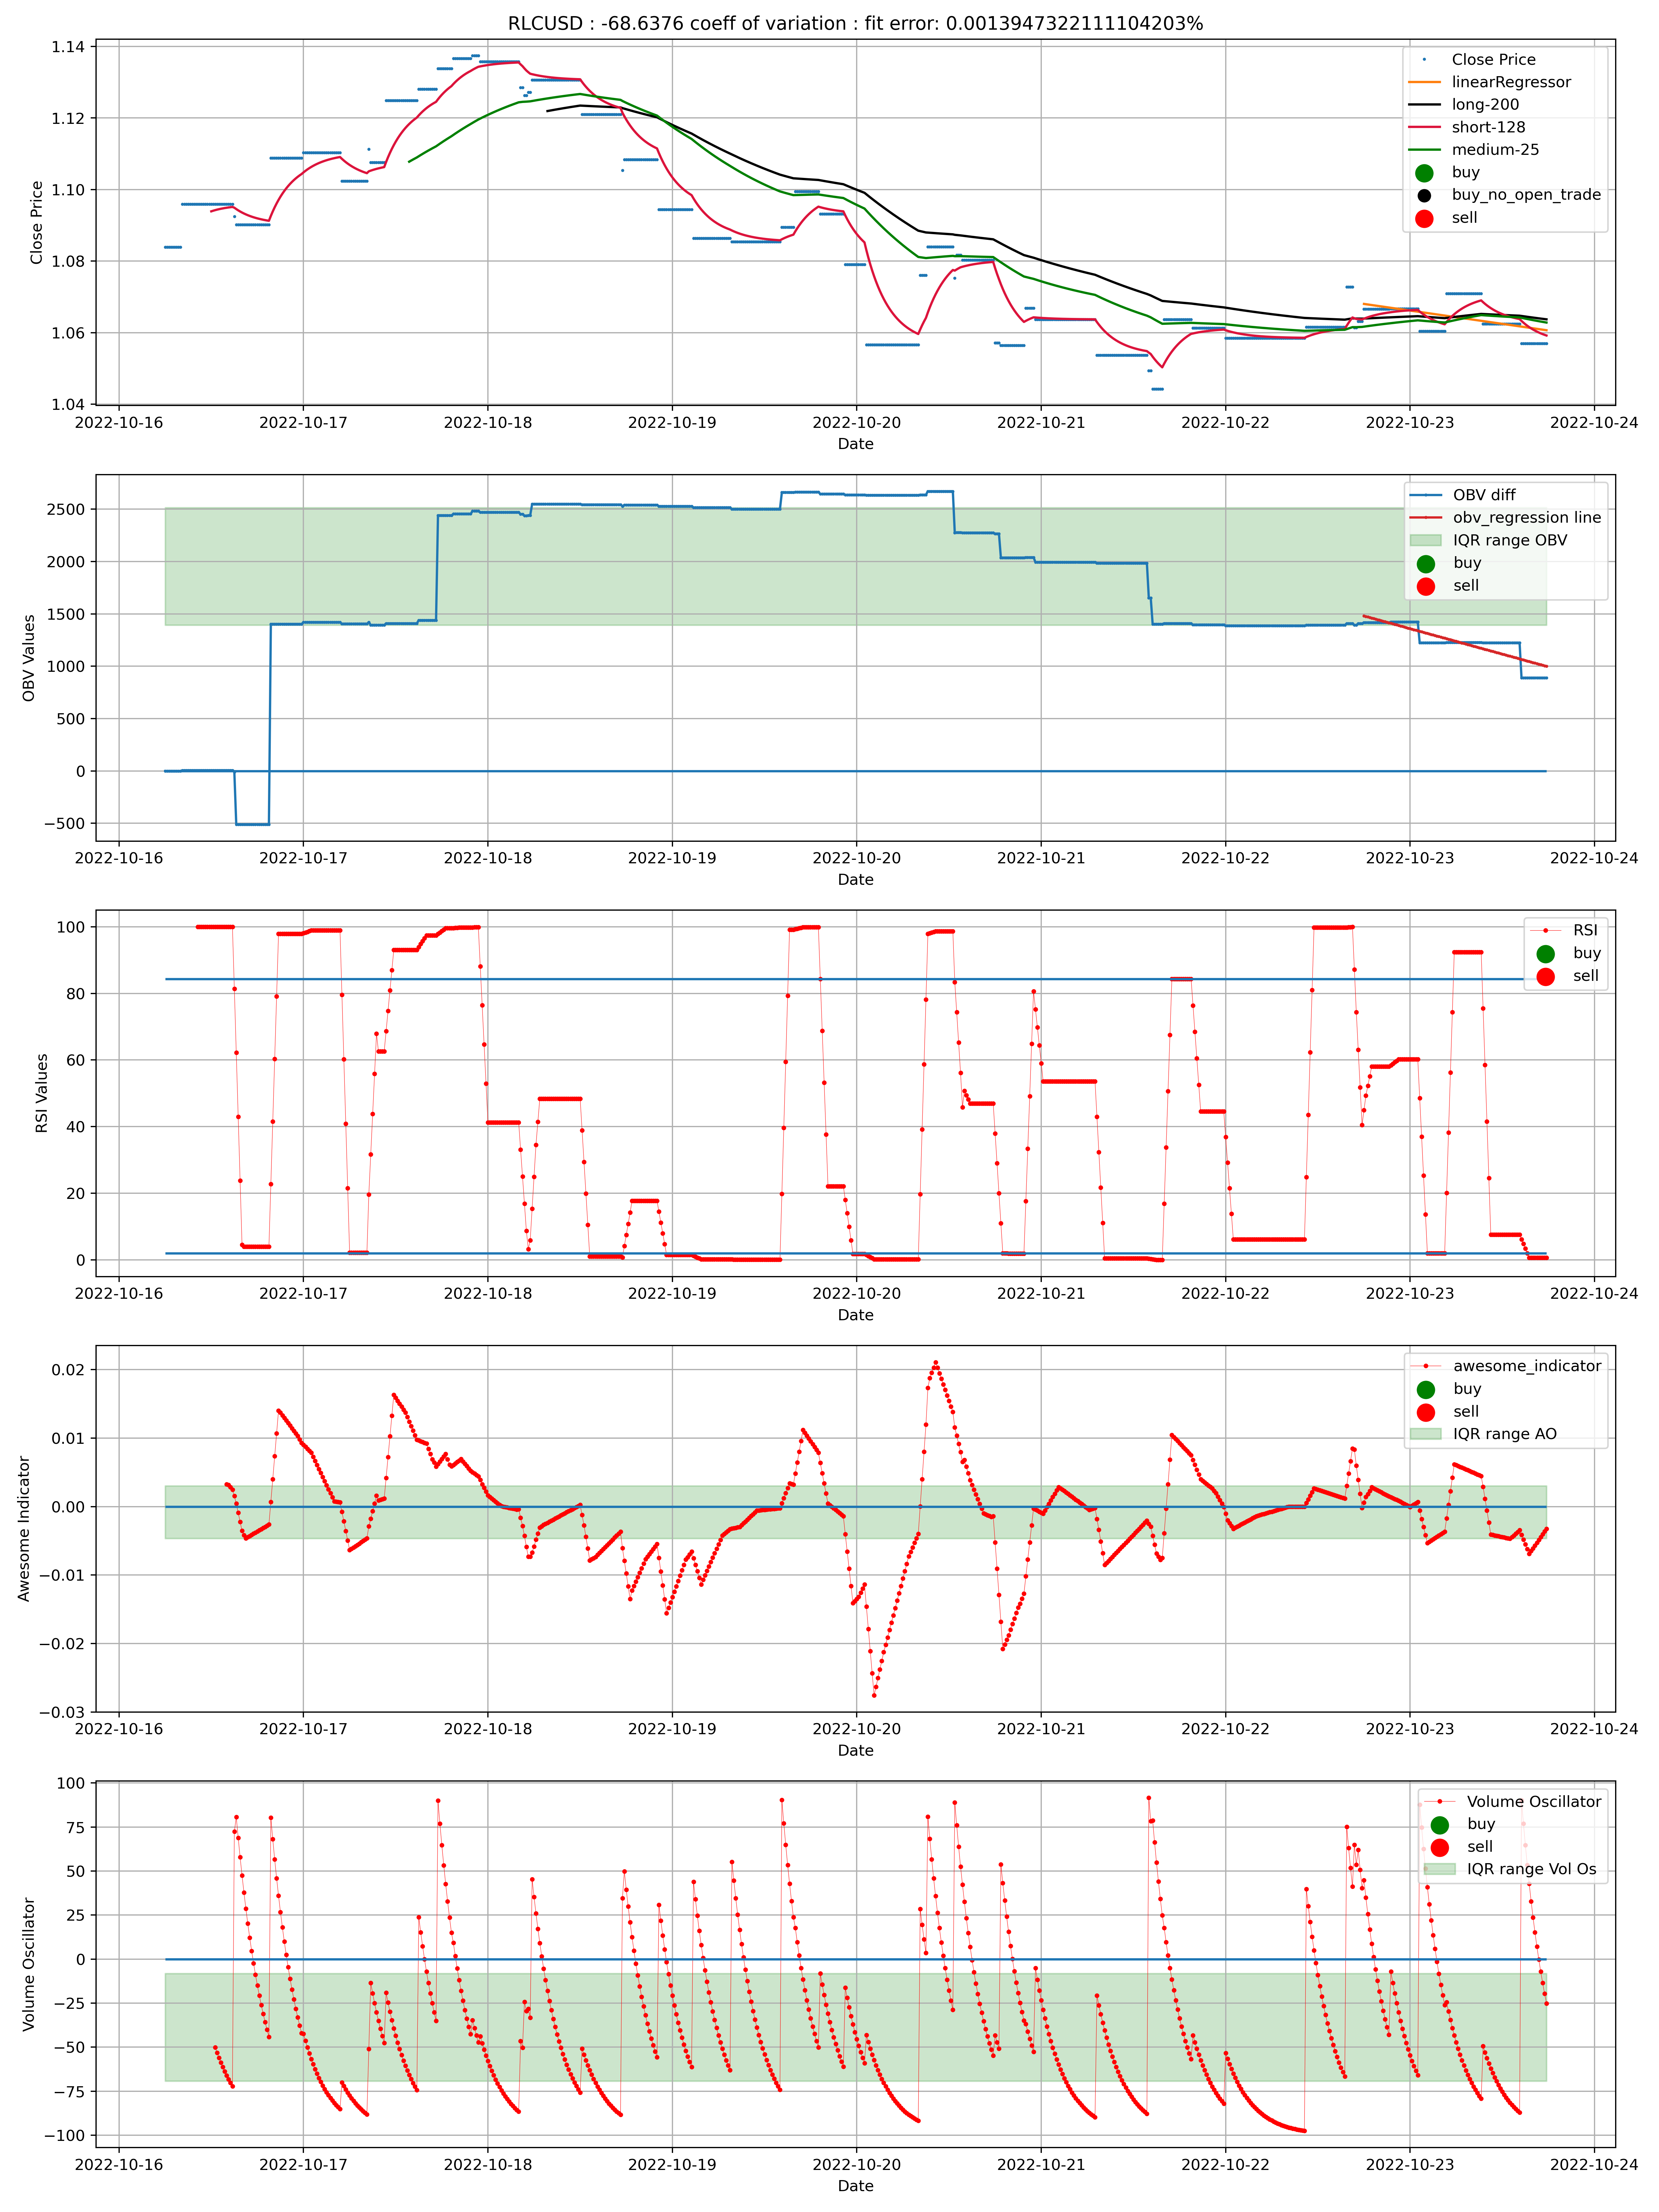 RLCUSD : -68.6376 coeff of variation : fit error: 0.0013947322111104203%
1.14
1.12
1.10
1.08
1.06
1.04
Close Price
Close Price
linearRegressor
long-200
short-128
medium-25
buy
buy_no_open_trade
sell
2022-10-16 2022-10-17 2022-10-18 2022-10-19 2022-10-20 2022-10-21 2022-10-22 2022-10-23 2022-10-24
Date
2500
2000
1500
1000
500
0
−500
OBV Values
OBV diff
obv_regression line
IQR range OBV
buy
sell
2022-10-16 2022-10-17 2022-10-18 2022-10-19 2022-10-20 2022-10-21 2022-10-22 2022-10-23 2022-10-24
Date
100
80
60
40
20
0
RSI Values
RSI
buy
sell
2022-10-16 2022-10-17 2022-10-18 2022-10-19 2022-10-20 2022-10-21 2022-10-22 2022-10-23 2022-10-24
Date
0.02
0.01
0.00
−0.01
−0.02
−0.03
Awesome Indicator
awesome_indicator
buy
sell
IQR range AO
2022-10-16 2022-10-17 2022-10-18 2022-10-19 2022-10-20 2022-10-21 2022-10-22 2022-10-23 2022-10-24
Date
100
75
50
25
0
−25
−50
−75
−100
Volume Oscillator
Volume Oscillator
buy
sell
IQR range Vol Os
2022-10-16 2022-10-17 2022-10-18 2022-10-19 2022-10-20 2022-10-21 2022-10-22 2022-10-23 2022-10-24
Date